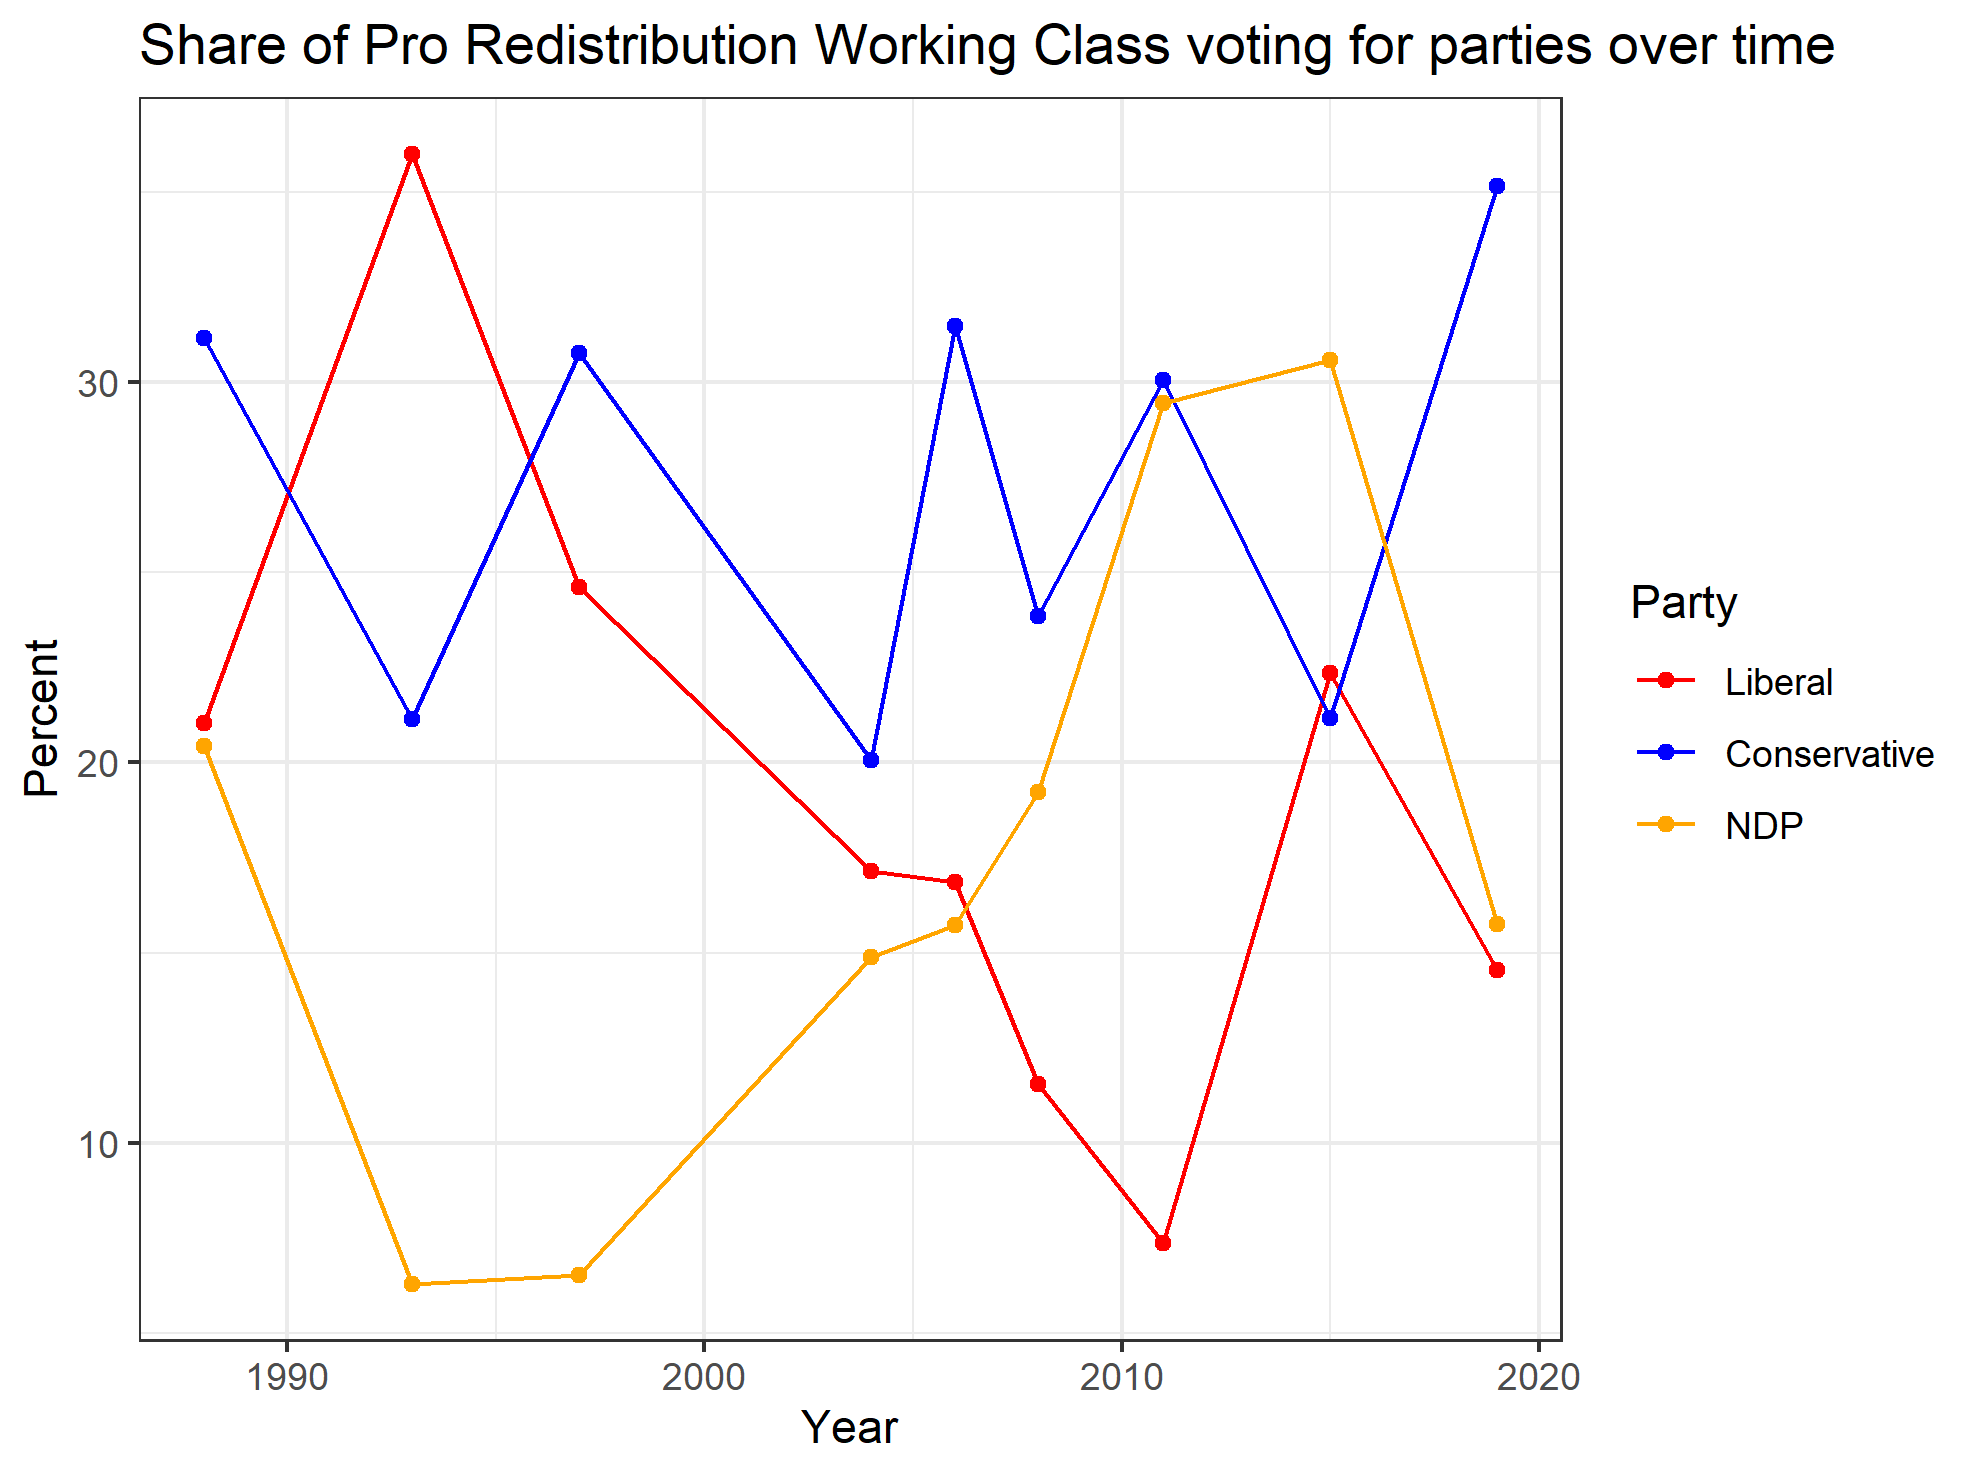 Share of Pro Redistribution Working Class voting for parties over time
30
20
10
Percent
1990 2000 2010 2020
Year
Party
Liberal
Conservative
NDP